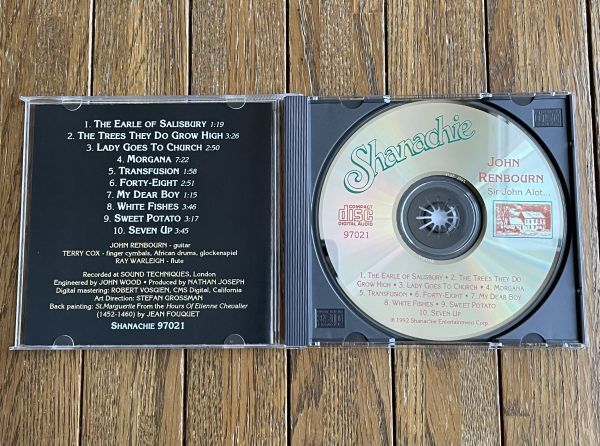 1. The Earle of Salisbury 1:19
2. The Trees They Do Grow High 3:26
3. Lady Goes To Church 2:50
4. Morgana 7:22
5. Transfusion 1:58
6. Forty-Eight 2:51
7. My Dear Boy 1:15
8. White Fishes 3:46
9. Sweet Potato 3:17
10. Seven Up 3:45
JOHN RENBOURN - guitar
TERRY COX - finger cymbals, African drums, glockenspiel
RAY WARLEIGH - flute
Recorded at SOUND TECHNIQUES, London
Engineered by JOHN WOOD • Produced by NATHAN JOSEPH
Digital mastering: ROBERT VOSGIEN, CMS Digital, California
Art Direction: STEFAN GROSSMAN
Back painting: St.Marguerite From the Hours Of Etienne Chevalier
(1452-1460) by JEAN FOUQUET
Shanachie 97021
Shanachie
John
Renbourn
Sir John Alot...
COMPACT
disc
DIGITAL AUDIO
97021
1. The Earle of Salisbury • 2. The Trees They Do
Grow High • 3. Lady Goes To Church • 4. Morgana
5. Transfusion • 6. Forty-Eight • 7. My Dear Boy
8. White Fishes • 9. Sweet Potato
10. Seven Up
℗ 1992 Shanachie Entertainment Corp.